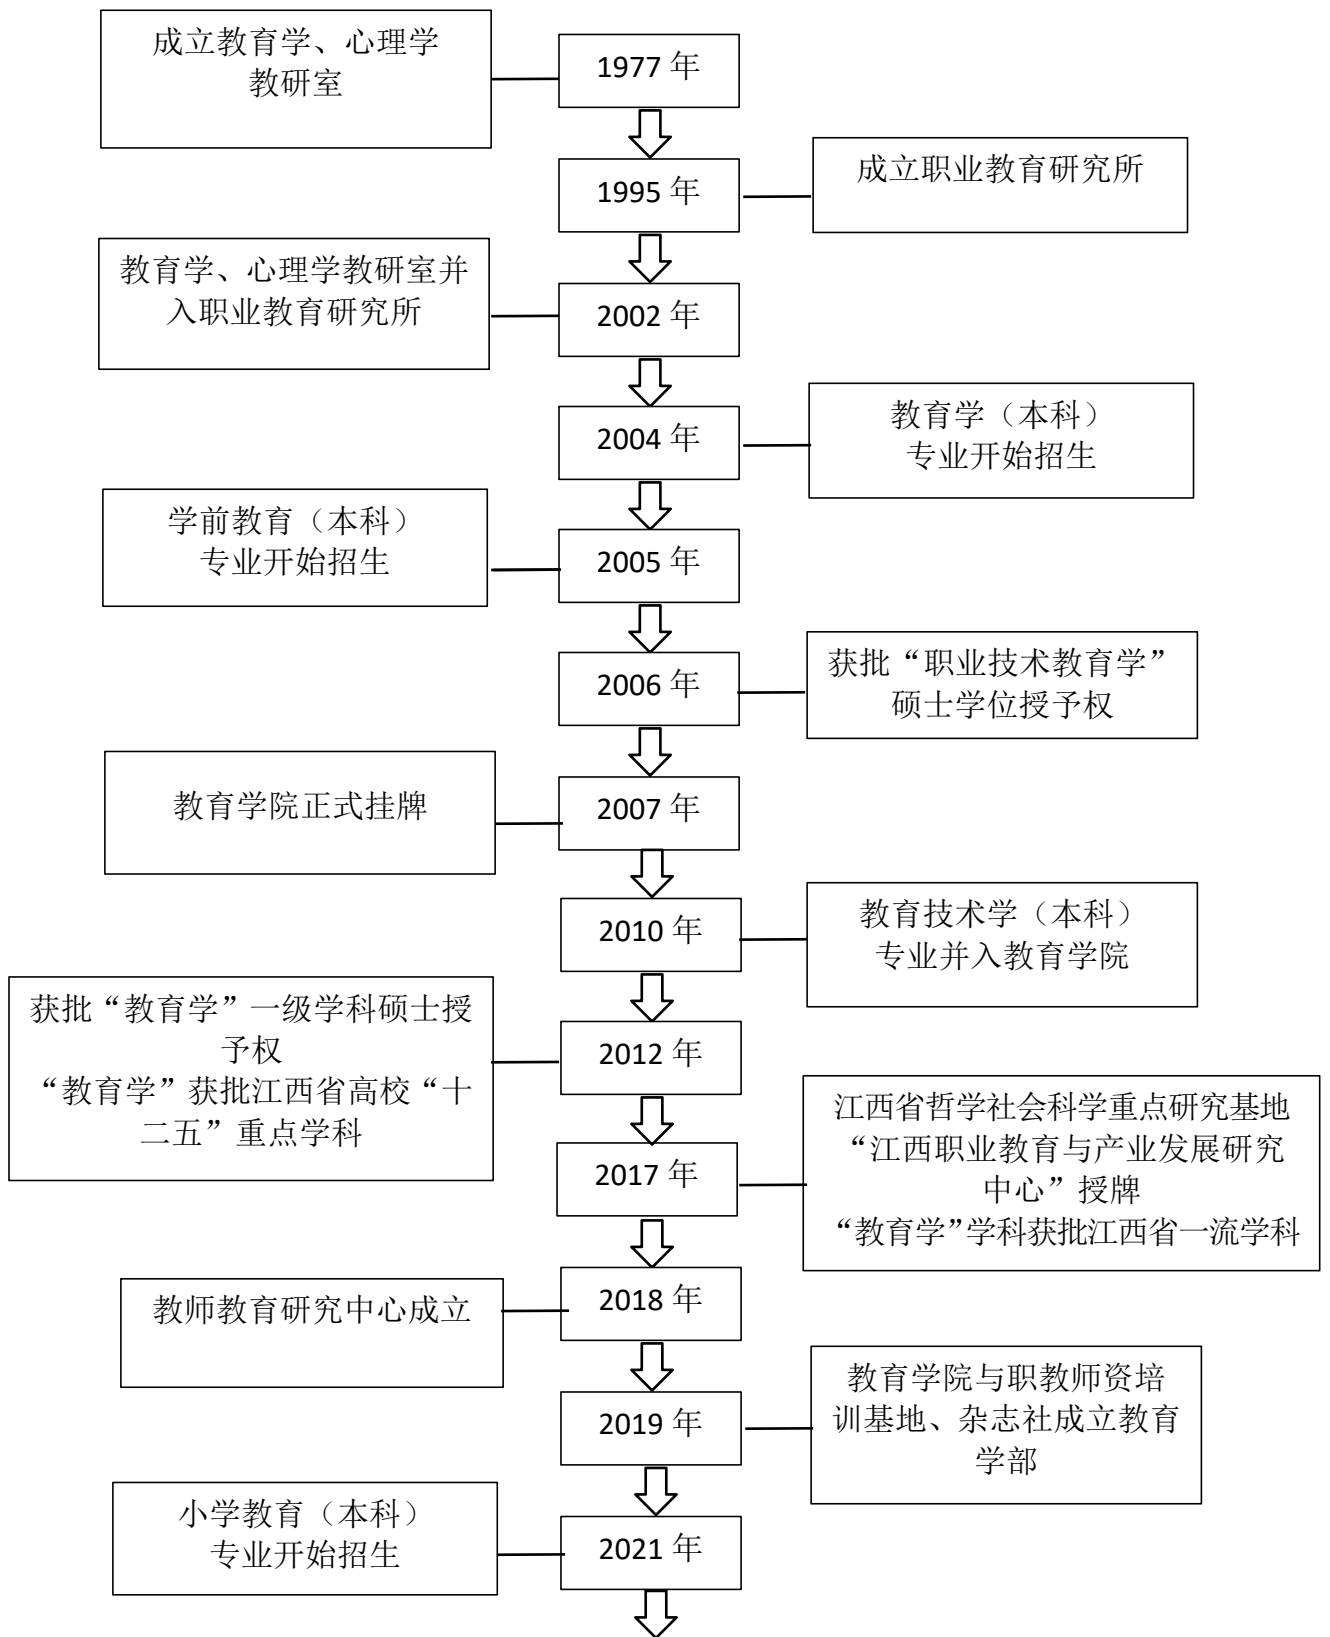 成立教育学、心理学
教研室
1977 年
1995 年
成立职业教育研究所
教育学、心理学教研室并
入职业教育研究所
2002 年
2004 年
教育学（本科）
专业开始招生
学前教育（本科）
专业开始招生
2005 年
2006 年
获批“职业技术教育学”
硕士学位授予权
教育学院正式挂牌
2007 年
2010 年
教育技术学（本科）
专业并入教育学院
获批“教育学”一级学科硕士授
予权
“教育学”获批江西省高校“十
二五”重点学科
2012 年
2017 年
江西省哲学社会科学重点研究基地
“江西职业教育与产业发展研究
中心”授牌
“教育学”学科获批江西省一流学科
教师教育研究中心成立
2018 年
2019 年
教育学院与职教师资培
训基地、杂志社成立教育
学部
小学教育（本科）
专业开始招生
2021 年